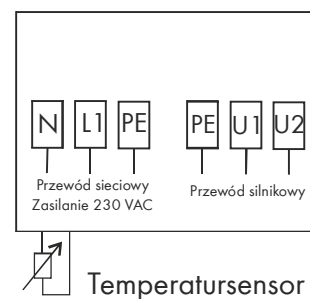 N L1 PE PE U1 U2
Przewód sieciowy
Zasilanie 230 VAC
Przewód silnikowy
Temperatursensor